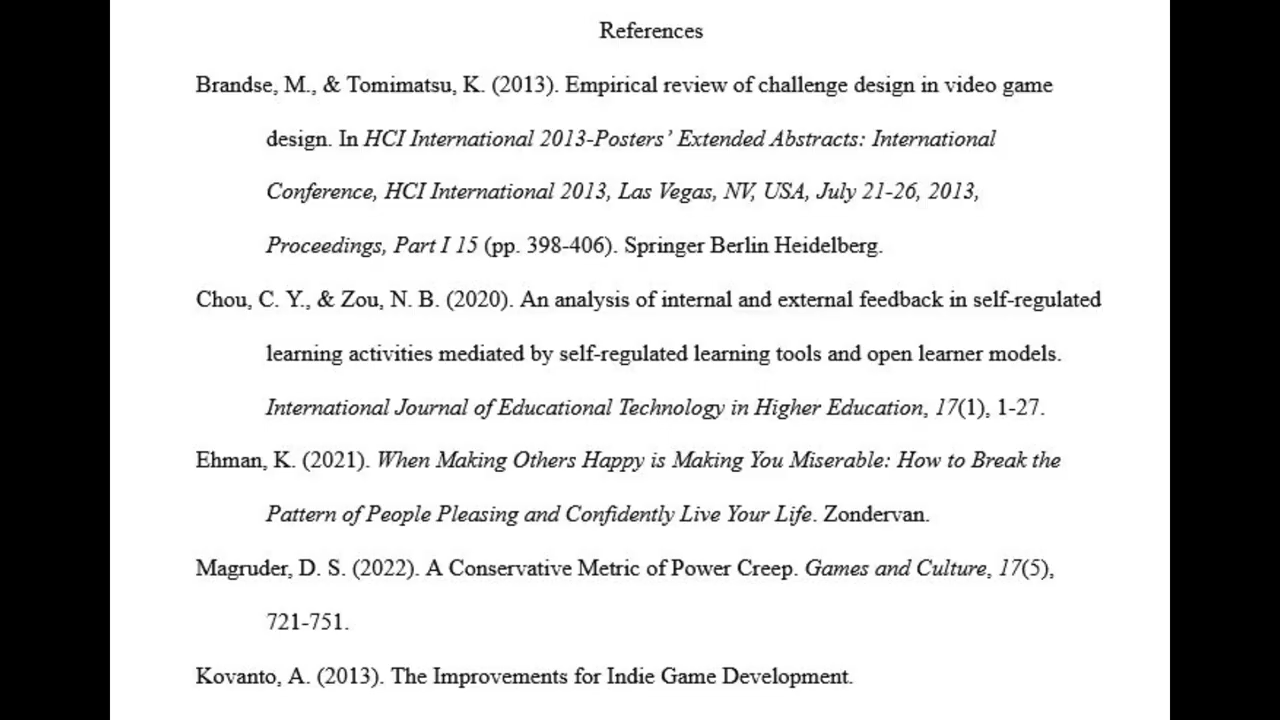 References
Brandse, M., & Tomimatsu, K. (2013). Empirical review of challenge design in video game
design. In HCI International 2013-Posters’ Extended Abstracts: International
Conference, HCI International 2013, Las Vegas, NV, USA, July 21-26, 2013,
Proceedings, Part I 15 (pp. 398-406). Springer Berlin Heidelberg.
Chou, C. Y., & Zou, N. B. (2020). An analysis of internal and external feedback in self-regulated
learning activities mediated by self-regulated learning tools and open learner models.
International Journal of Educational Technology in Higher Education, 17(1), 1-27.
Ehman, K. (2021). When Making Others Happy is Making You Miserable: How to Break the
Pattern of People Pleasing and Confidently Live Your Life. Zondervan.
Magruder, D. S. (2022). A Conservative Metric of Power Creep. Games and Culture, 17(5),
721-751.
Kovanto, A. (2013). The Improvements for Indie Game Development.